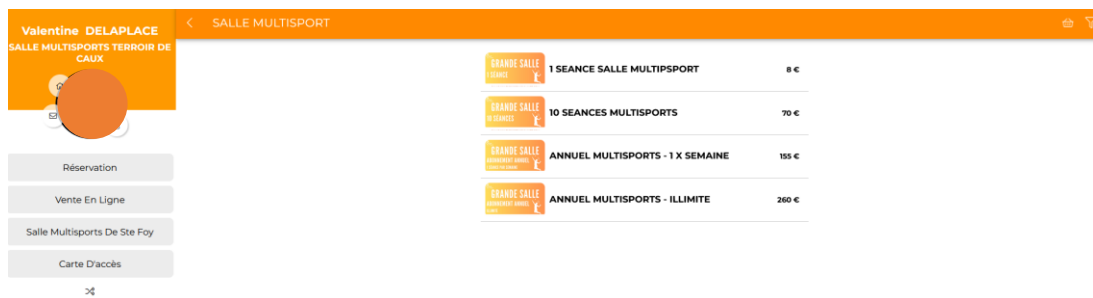 Valentine DELAPLACE
SALLE MULTISPORTS TERROIR DE
CAUX
Réservation
Vente En Ligne
Salle Multisports De Ste Foy
Carte D'accès
SALLE MULTISPORT
GRANDE SALLE
1 SEANCE
1 SEANCE SALLE MULTIPSPORT
8 €
GRANDE SALLE
10 SEANCES
10 SEANCES MULTISPORTS
70 €
GRANDE SALLE
ABONNEMENT ANNUEL
ANNUEL MULTISPORTS - 1 X SEMAINE
155 €
GRANDE SALLE
ABONNEMENT ANNUEL
ANNUEL MULTISPORTS - ILLIMITE
260 €